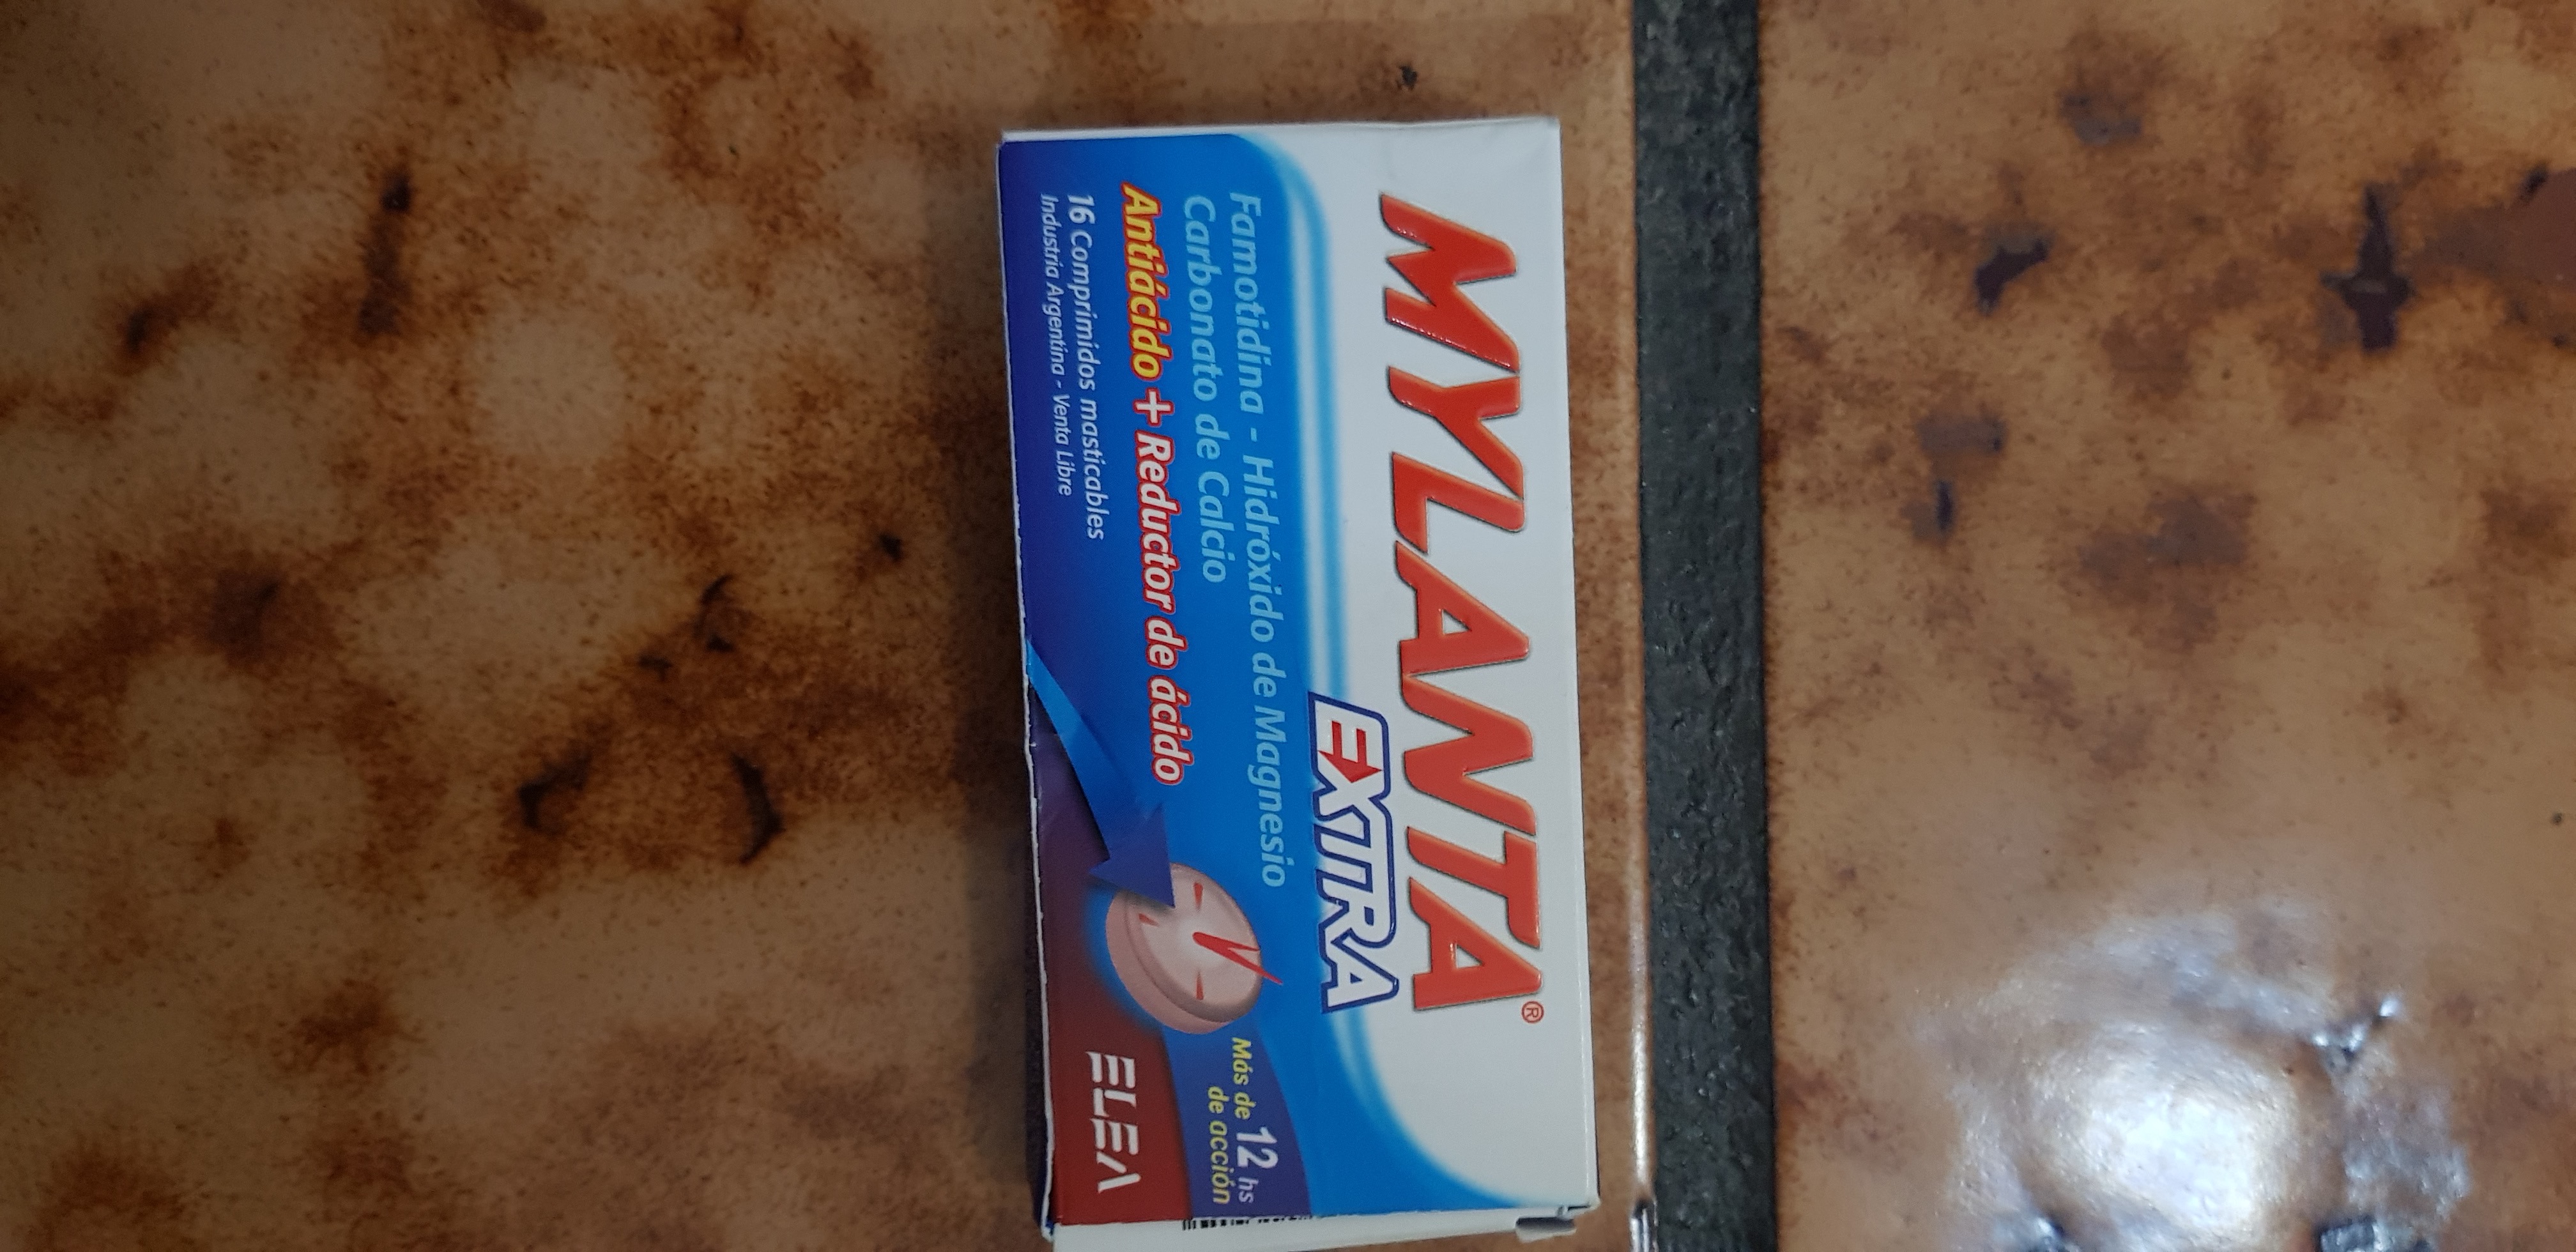 MYLANTA®
EXTRA
Famotidina - Hidróxido de Magnesio
Carbonato de Calcio
Antiácido + Reductor de ácido
16 Comprimidos masticables
Industria Argentina - Venta Libre
Más de 12 hs
de acción
ELEA